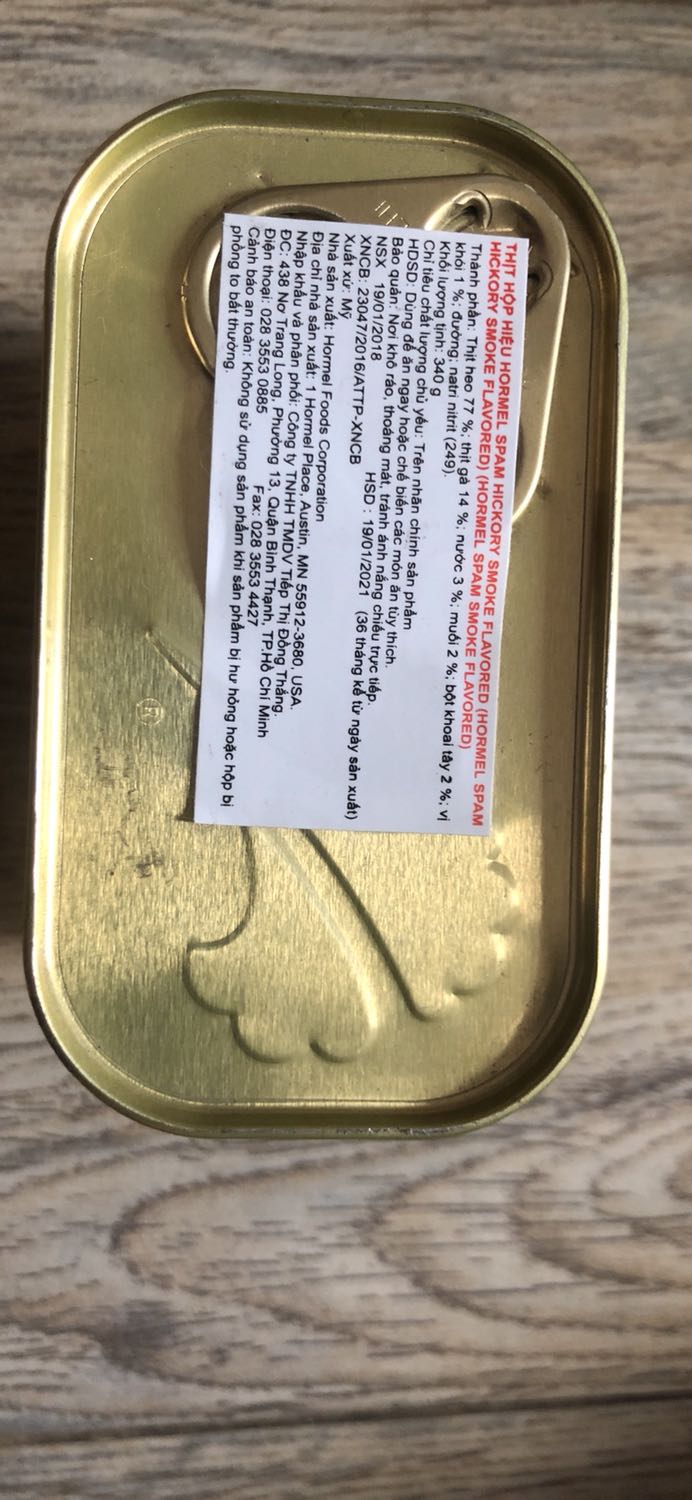 THỊT HỘP HIỆU HORMEL SPAM HICKORY SMOKE FLAVORED (HORMEL SPAM
HICKORY SMOKE FLAVORED) (HORMEL SPAM SMOKE FLAVORED)
Thành phần: Thịt heo 77 %; thịt gà 14 %; nước 3 %; muối 2 %; bột khoai tây 2 %; vị
khói 1 %; đường; natri nitrit (249).
Khối lượng tịnh: 340 g
Chỉ tiêu chất lượng chủ yếu: Trên nhãn chính sản phẩm
HDSD: Dùng để ăn ngay hoặc chế biến các món ăn tùy thích.
Bảo quản: Nơi khô ráo, thoáng mát, tránh ánh nắng chiếu trực tiếp.
NSX 19/01/2018 HSD : 19/01/2021 (36 tháng kể từ ngày sản xuất)
XNCB: 23047/2016/ATTP-XNCB
Xuất xứ: Mỹ
Nhà sản xuất: Hormel Foods Corporation
Địa chỉ nhà sản xuất: 1 Hormel Place, Austin, MN 55912-3680, USA.
Nhập khẩu và phân phối: Công ty TNHH TMDV Tiếp Thị Đồng Thắng.
ĐC: 438 Nơ Trang Long, Phường 13, Quận Bình Thạnh, TP.Hồ Chí Minh
Điện thoại: 028 3553 0885 Fax: 028 3553 4427
Cảnh báo an toàn: Không sử dụng sản phẩm khi sản phẩm bị hư hỏng hoặc hộp bị
phồng to bất thường.